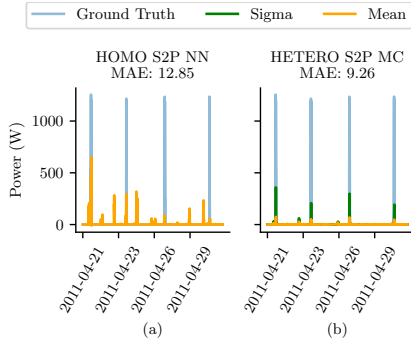 Ground Truth Sigma Mean
HOMO S2P NN
MAE: 12.85
HETERO S2P MC
MAE: 9.26
Power (W)
1000
500
0
2011-04-21
2011-04-23
2011-04-26
2011-04-29
2011-04-21
2011-04-23
2011-04-26
2011-04-29
(a)
(b)